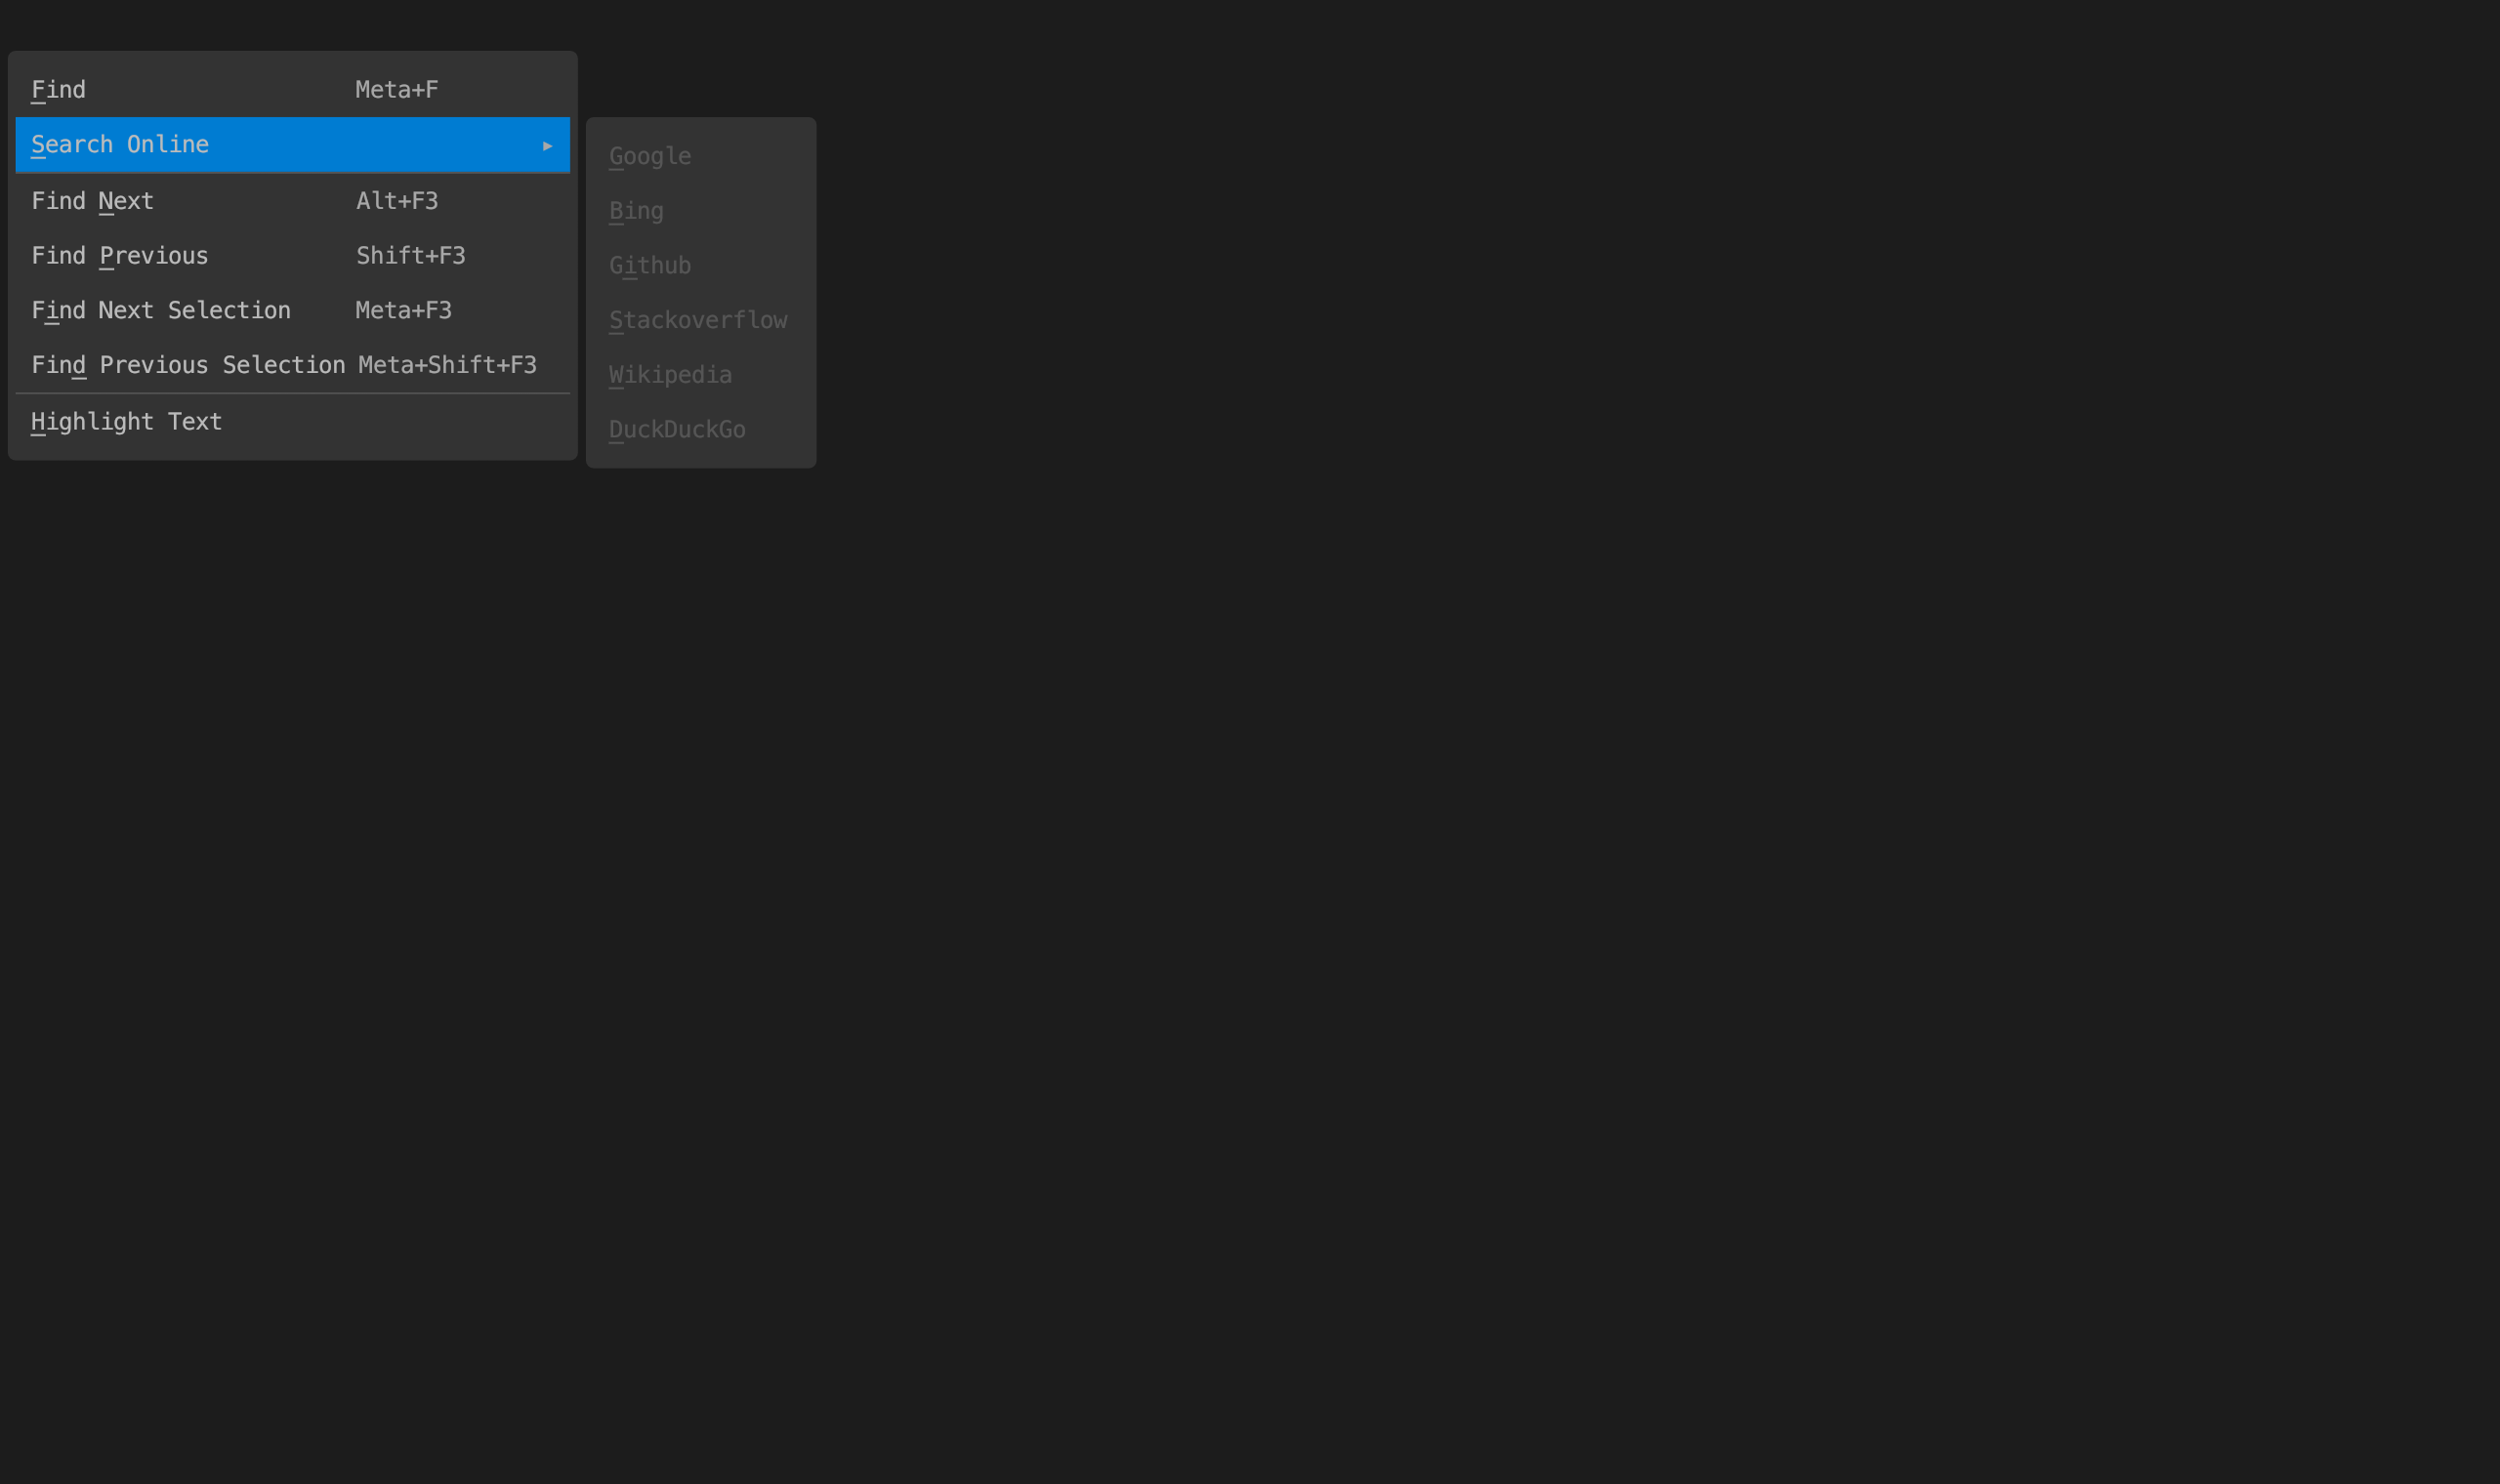 Find Meta+F
Search Online ▸
Find Next Alt+F3
Find Previous Shift+F3
Find Next Selection Meta+F3
Find Previous Selection Meta+Shift+F3
Highlight Text
Google
Bing
Github
Stackoverflow
Wikipedia
DuckDuckGo